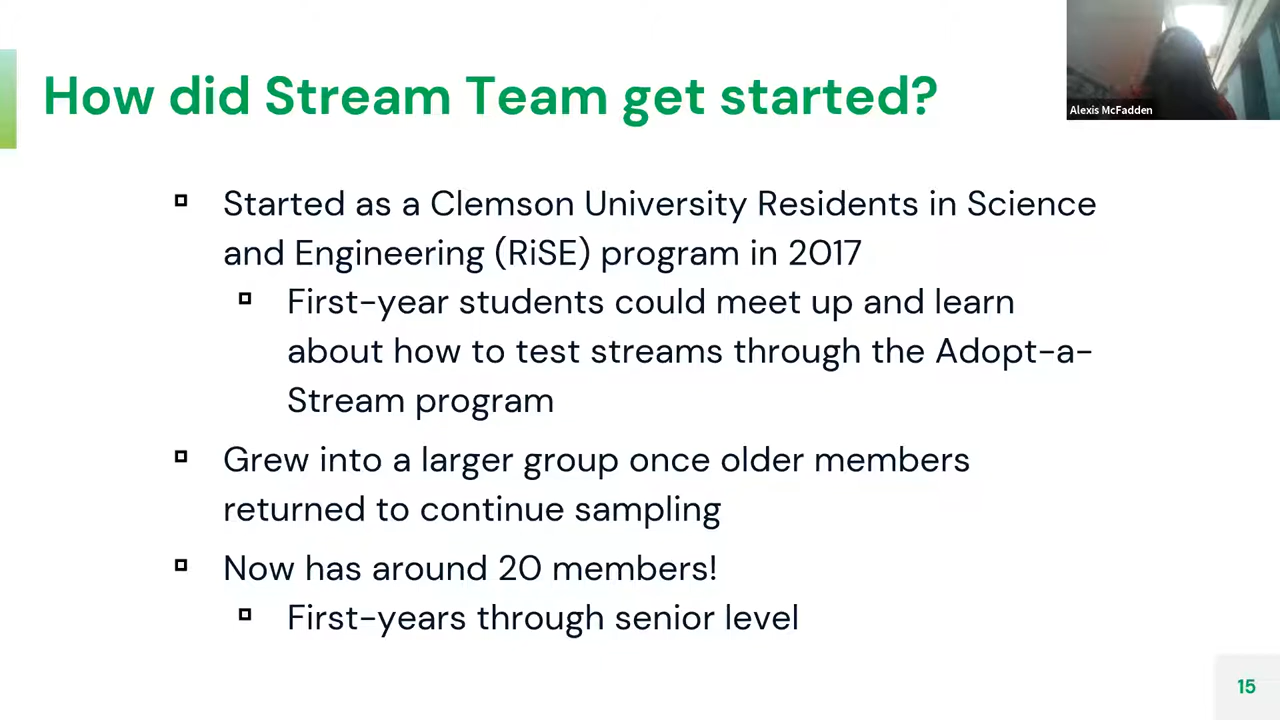 How did Stream Team get started?
Alexis McFadden
Started as a Clemson University Residents in Science
and Engineering (RiSE) program in 2017
First-year students could meet up and learn
about how to test streams through the Adopt-a-
Stream program
Grew into a larger group once older members
returned to continue sampling
Now has around 20 members!
First-years through senior level
15